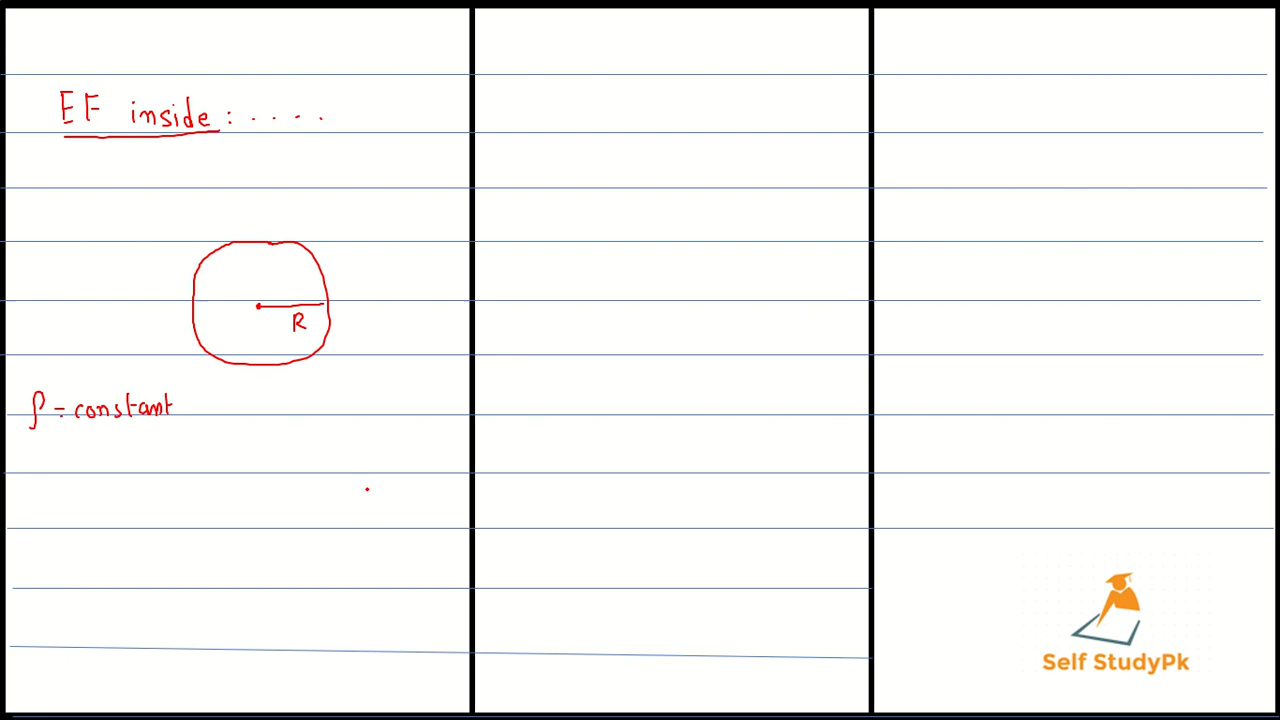 EF inside: . . . .
R
ρ = constant
Self StudyPk